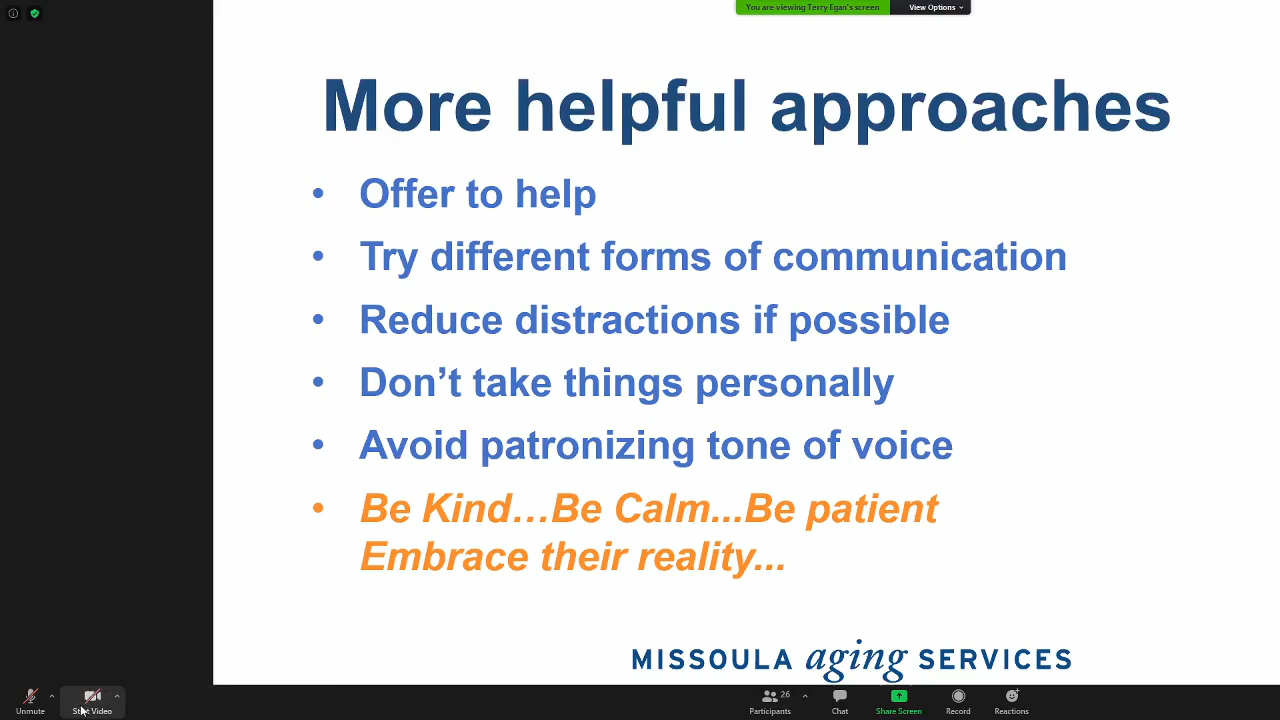 You are viewing Terry Egan's screen
View Options
More helpful approaches
• Offer to help
• Try different forms of communication
• Reduce distractions if possible
• Don’t take things personally
• Avoid patronizing tone of voice
• Be Kind…Be Calm...Be patient
Embrace their reality...
MISSOULA aging SERVICES
Unmute
Start Video
26
Participants
Chat
Share Screen
Record
Reactions